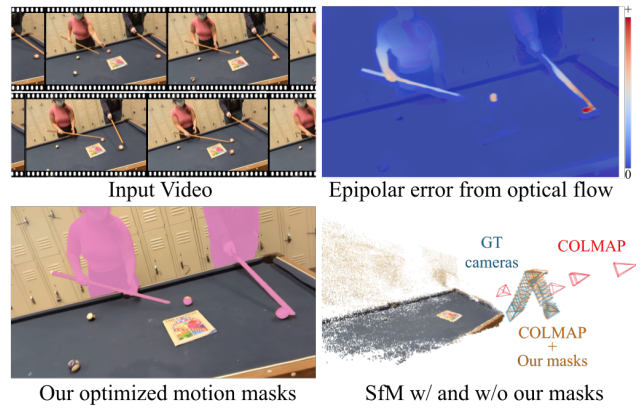 +
0
Input Video
Epipolar error from optical flow
GT
cameras
COLMAP
COLMAP
+
Our masks
Our optimized motion masks
SfM w/ and w/o our masks